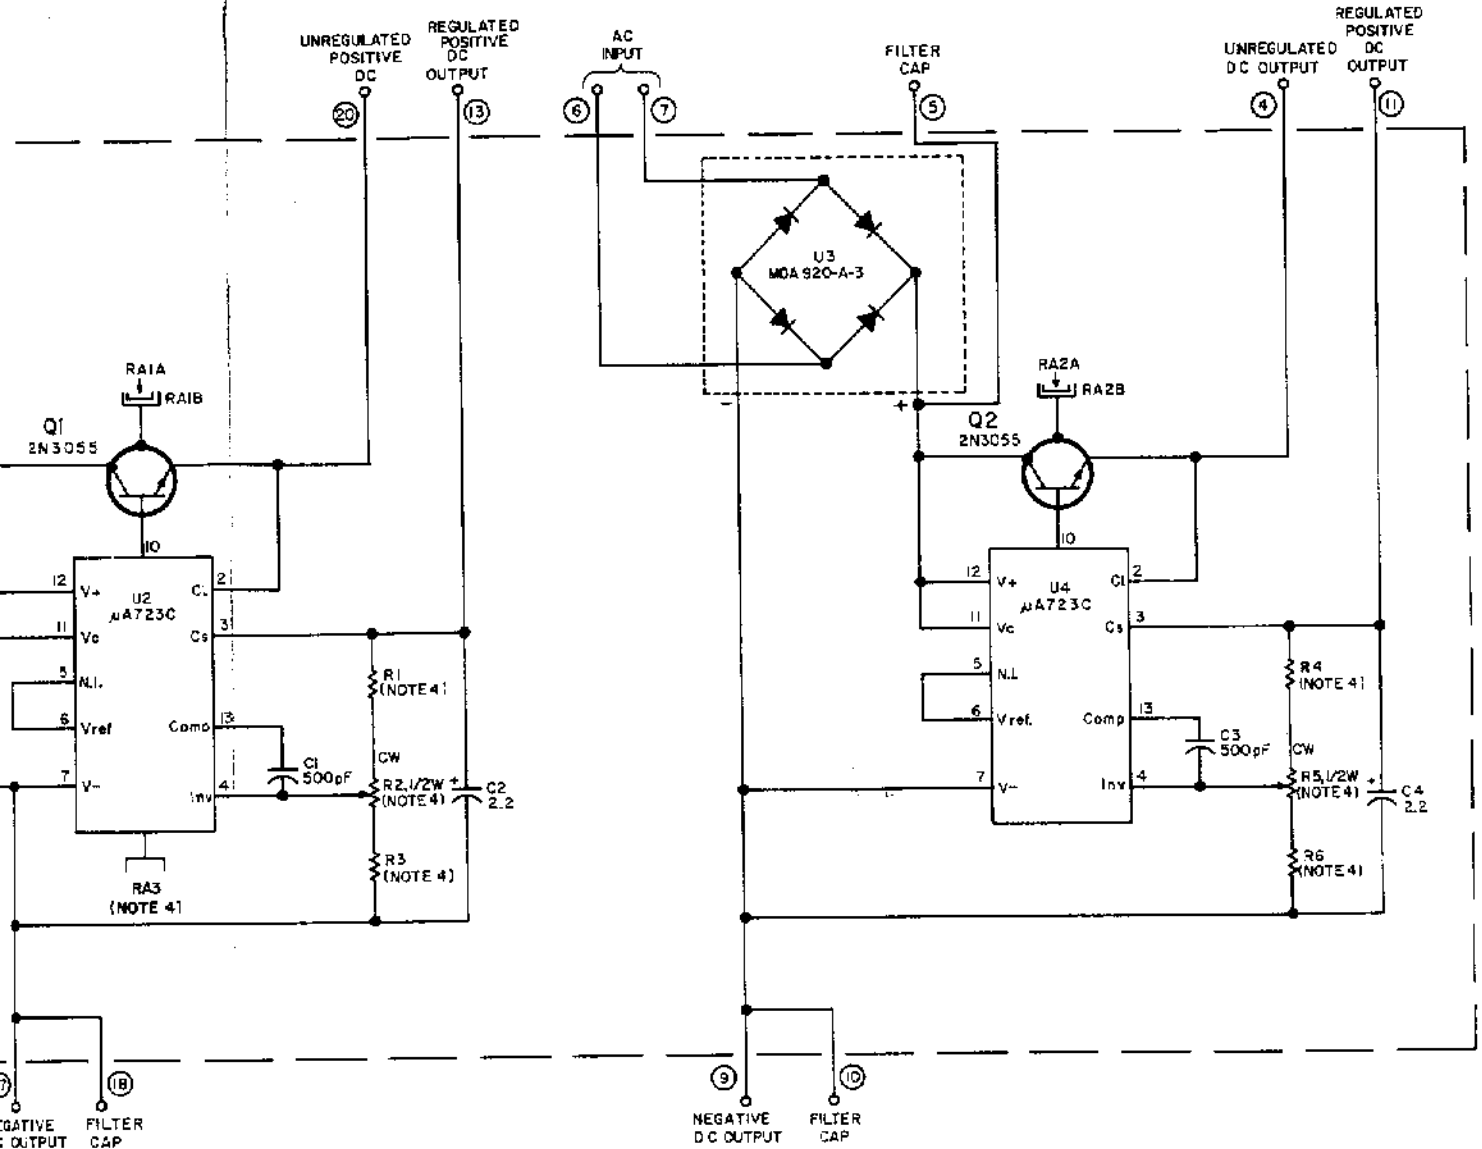 UNREGULATED
POSITIVE
DC
REGULATED
POSITIVE
DC
OUTPUT
AC
INPUT
FILTER
CAP
UNREGULATED
DC OUTPUT
REGULATED
POSITIVE
DC
OUTPUT
20
13
6
7
5
4
11
U3
MDA920-A-3
RA1A
RA1B
Q1
2N3055
-
+
RA2A
RA2B
Q2
2N3055
10
12 V+
11 Vc
5 N.I.
6 Vref
7 V-
U2
μA723C
CL 2
Cs 3
Comp 13
Inv 4
C1
500pF
R1
(NOTE 4)
CW
R2,1/2W
(NOTE 4)
+
C2
2.2
R3
(NOTE 4)
RA3
(NOTE 4)
10
12 V+
11 Vc
5 N.I.
6 Vref.
7 V-
U4
μA723C
CL 2
Cs 3
Comp 13
Inv 4
C3
500pF
R4
(NOTE 4)
CW
R5,1/2W
(NOTE 4)
+
C4
2.2
R6
(NOTE 4)
7
18
EGATIVE
C OUTPUT
FILTER
CAP
9
10
NEGATIVE
DC OUTPUT
FILTER
CAP